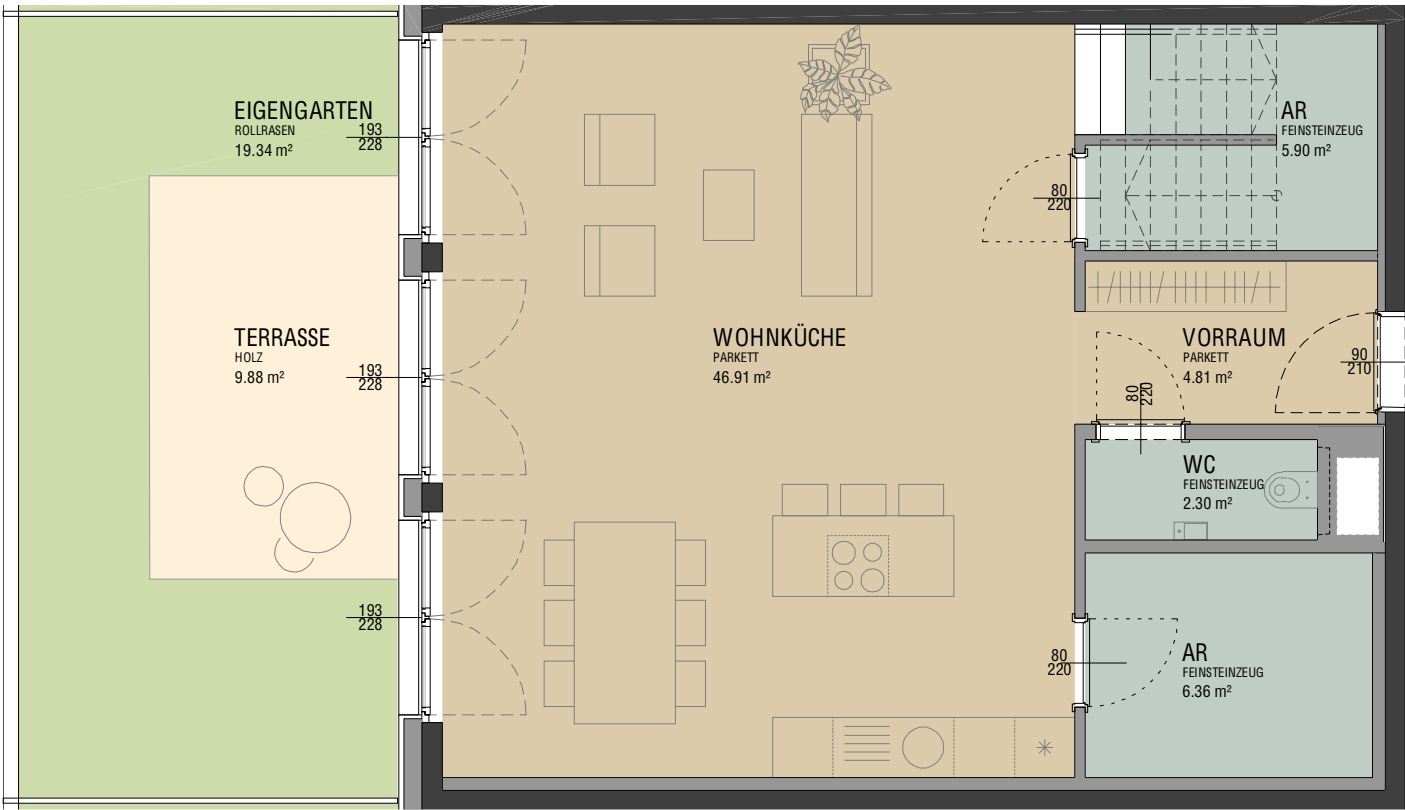 EIGENGARTEN
ROLLRASEN
19.34 m²
193
228
AR
FEINSTEINZEUG
5.90 m²
80
220
TERRASSE
HOLZ
9.88 m²
193
228
WOHNKÜCHE
PARKETT
46.91 m²
VORRAUM
PARKETT
4.81 m²
90
210
80
220
WC
FEINSTEINZEUG
2.30 m²
193
228
80
220
AR
FEINSTEINZEUG
6.36 m²